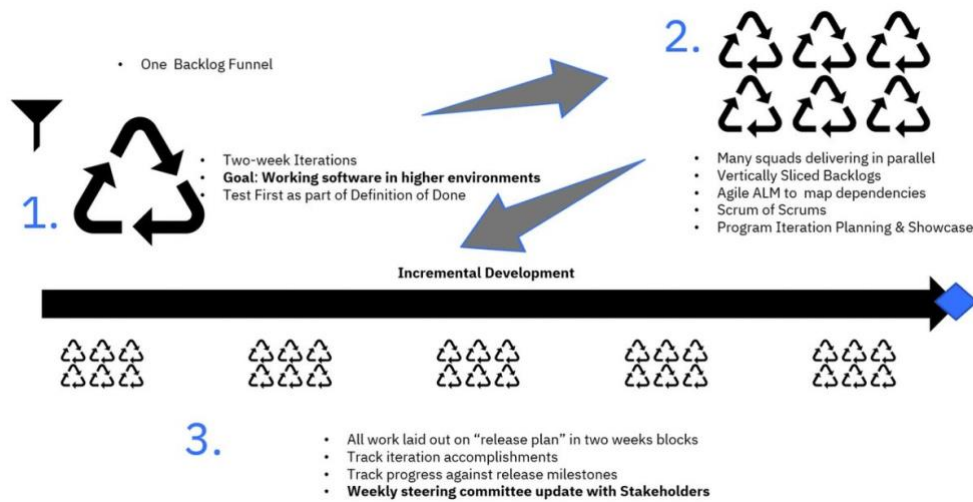 1.
• One Backlog Funnel
• Two-week Iterations
• Goal: Working software in higher environments
• Test First as part of Definition of Done
2.
• Many squads delivering in parallel
• Vertically Sliced Backlogs
• Agile ALM to map dependencies
• Scrum of Scrums
• Program Iteration Planning & Showcase
Incremental Development
3.
• All work laid out on “release plan” in two weeks blocks
• Track iteration accomplishments
• Track progress against release milestones
• Weekly steering committee update with Stakeholders